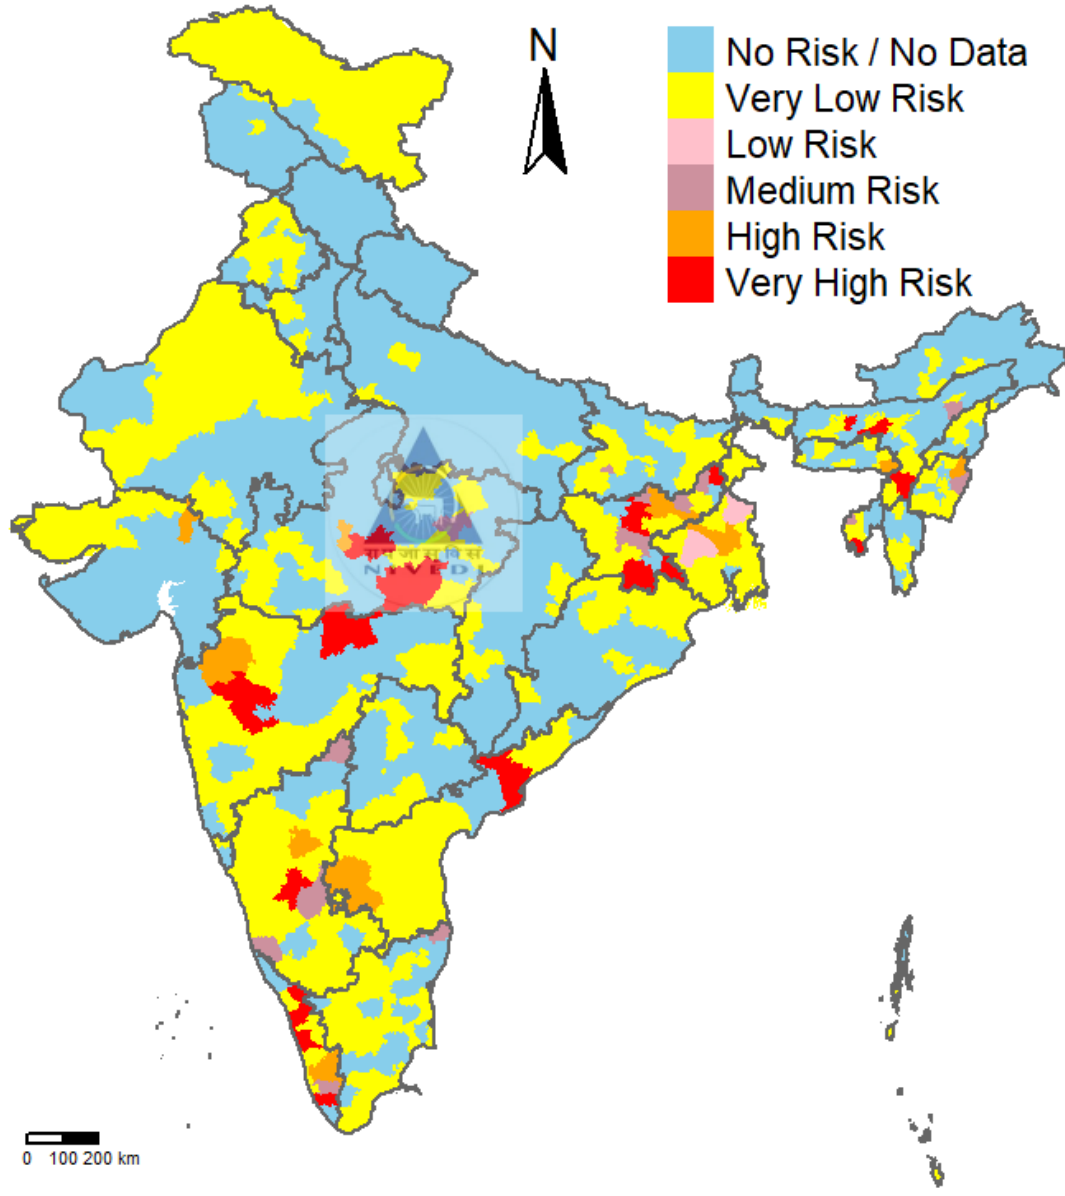 N
No Risk / No Data
Very Low Risk
Low Risk
Medium Risk
High Risk
Very High Risk
NIVEDI
0 100 200 km